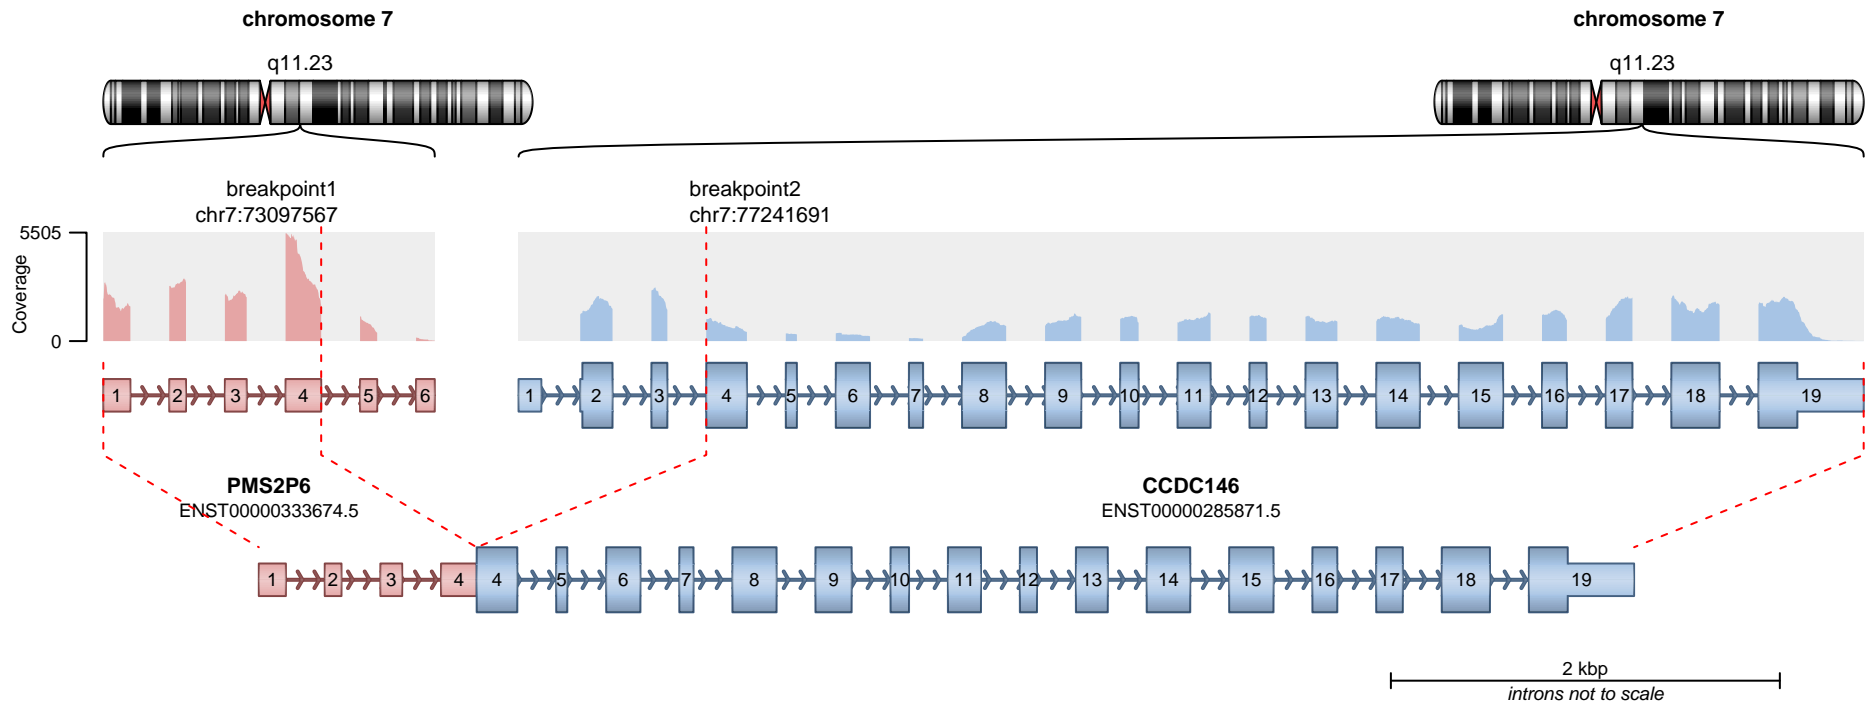 chromosome 7
chromosome 7
q11.23
q11.23
breakpoint1
chr7:73097567
breakpoint2
chr7:77241691
5505
Coverage
0
1 2 3 4 5 6
1 2 3 4 5 6 7 8 9 10 11 12 13 14 15 16 17 18 19
PMS2P6
ENST00000333674.5
CCDC146
ENST00000285871.5
1 2 3 4 4 5 6 7 8 9 10 11 12 13 14 15 16 17 18 19
2 kbp
introns not to scale